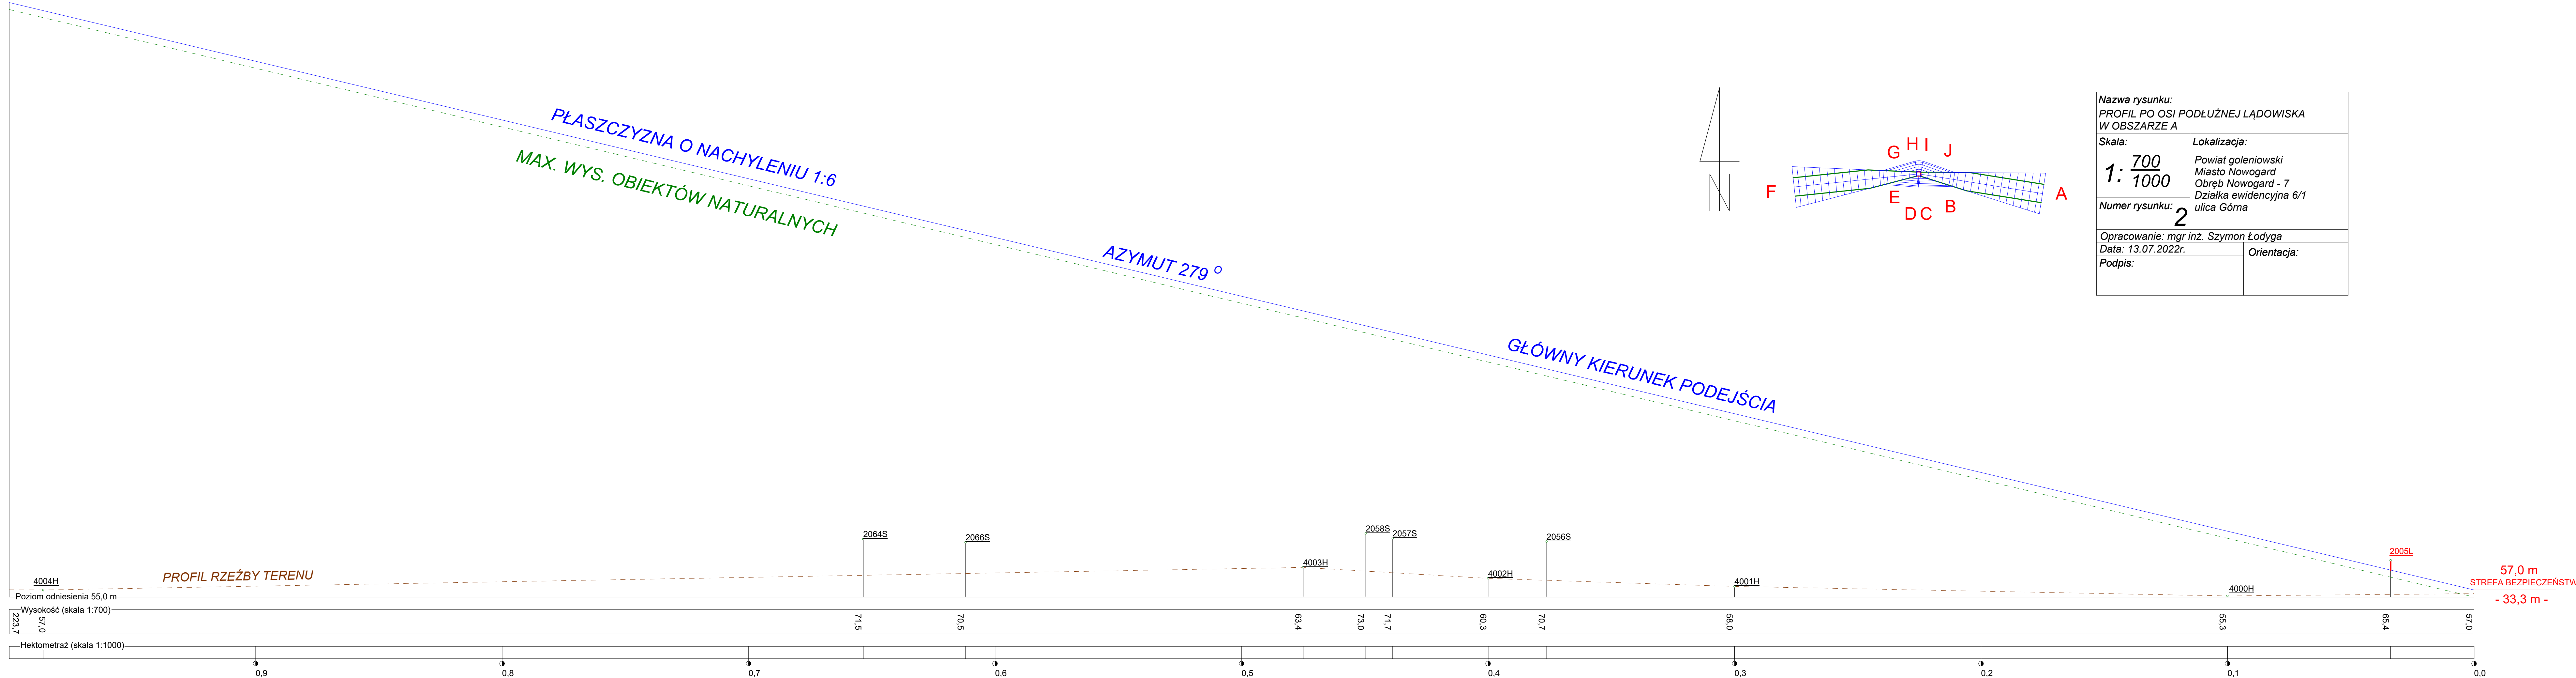 PŁASZCZYZNA O NACHYLENIU 1:6
MAX. WYS. OBIEKTÓW NATURALNYCH
AZYMUT 279 O
GŁÓWNY KIERUNEK PODEJŚCIA
H I
G J
F A
E B
D C
N
Nazwa rysunku:
PROFIL PO OSI PODŁUŻNEJ LĄDOWISKA
W OBSZARZE A
Skala:
1: 700
1000
Lokalizacja:
Powiat goleniowski
Miasto Nowogard
Obręb Nowogard - 7
Działka ewidencyjna 6/1
ulica Górna
Numer rysunku: 2
Opracowanie: mgr inż. Szymon Łodyga
Data: 13.07.2022r.
Orientacja:
Podpis:
4004H
PROFIL RZEŹBY TERENU
2064S
2066S
4003H
2058S
2057S
4002H
2056S
4001H
4000H
2005L
57,0 m
STREFA BEZPIECZEŃSTW
- 33,3 m -
Poziom odniesienia 55,0 m
Wysokość (skala 1:700)
223,7 57,0 71,5 70,5 63,4 73,0 71,7 60,3 70,7 58,0 55,3 65,4 57,0
Hektometraż (skala 1:1000)
0,9 0,8 0,7 0,6 0,5 0,4 0,3 0,2 0,1 0,0